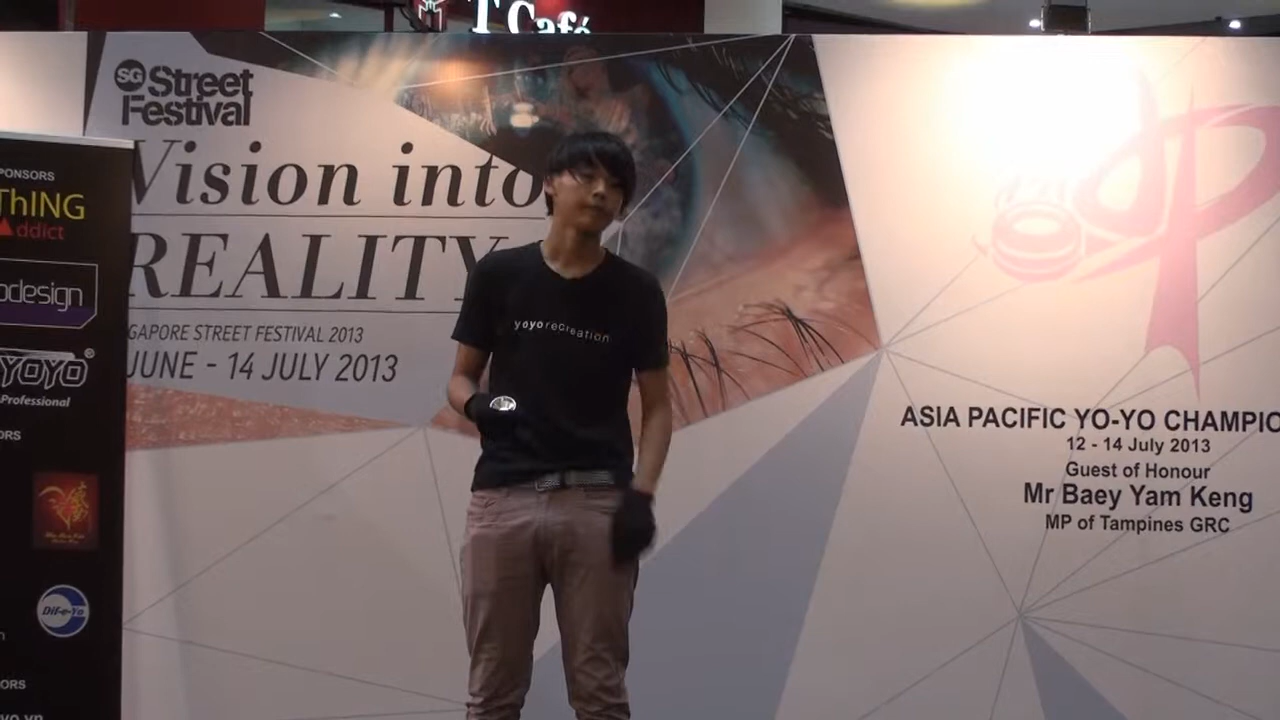 T Café
SG Street
Festival
Vision into
REALITY
GAPORE STREET FESTIVAL 2013
JUNE - 14 JULY 2013
PONSORS
ThING
ddict
odesign
YOYO®
Professional
ORS
Dif-e-Yo
ORS
yoyorecreation
ASIA PACIFIC YO-YO CHAMPIO
12 - 14 July 2013
Guest of Honour
Mr Baey Yam Keng
MP of Tampines GRC